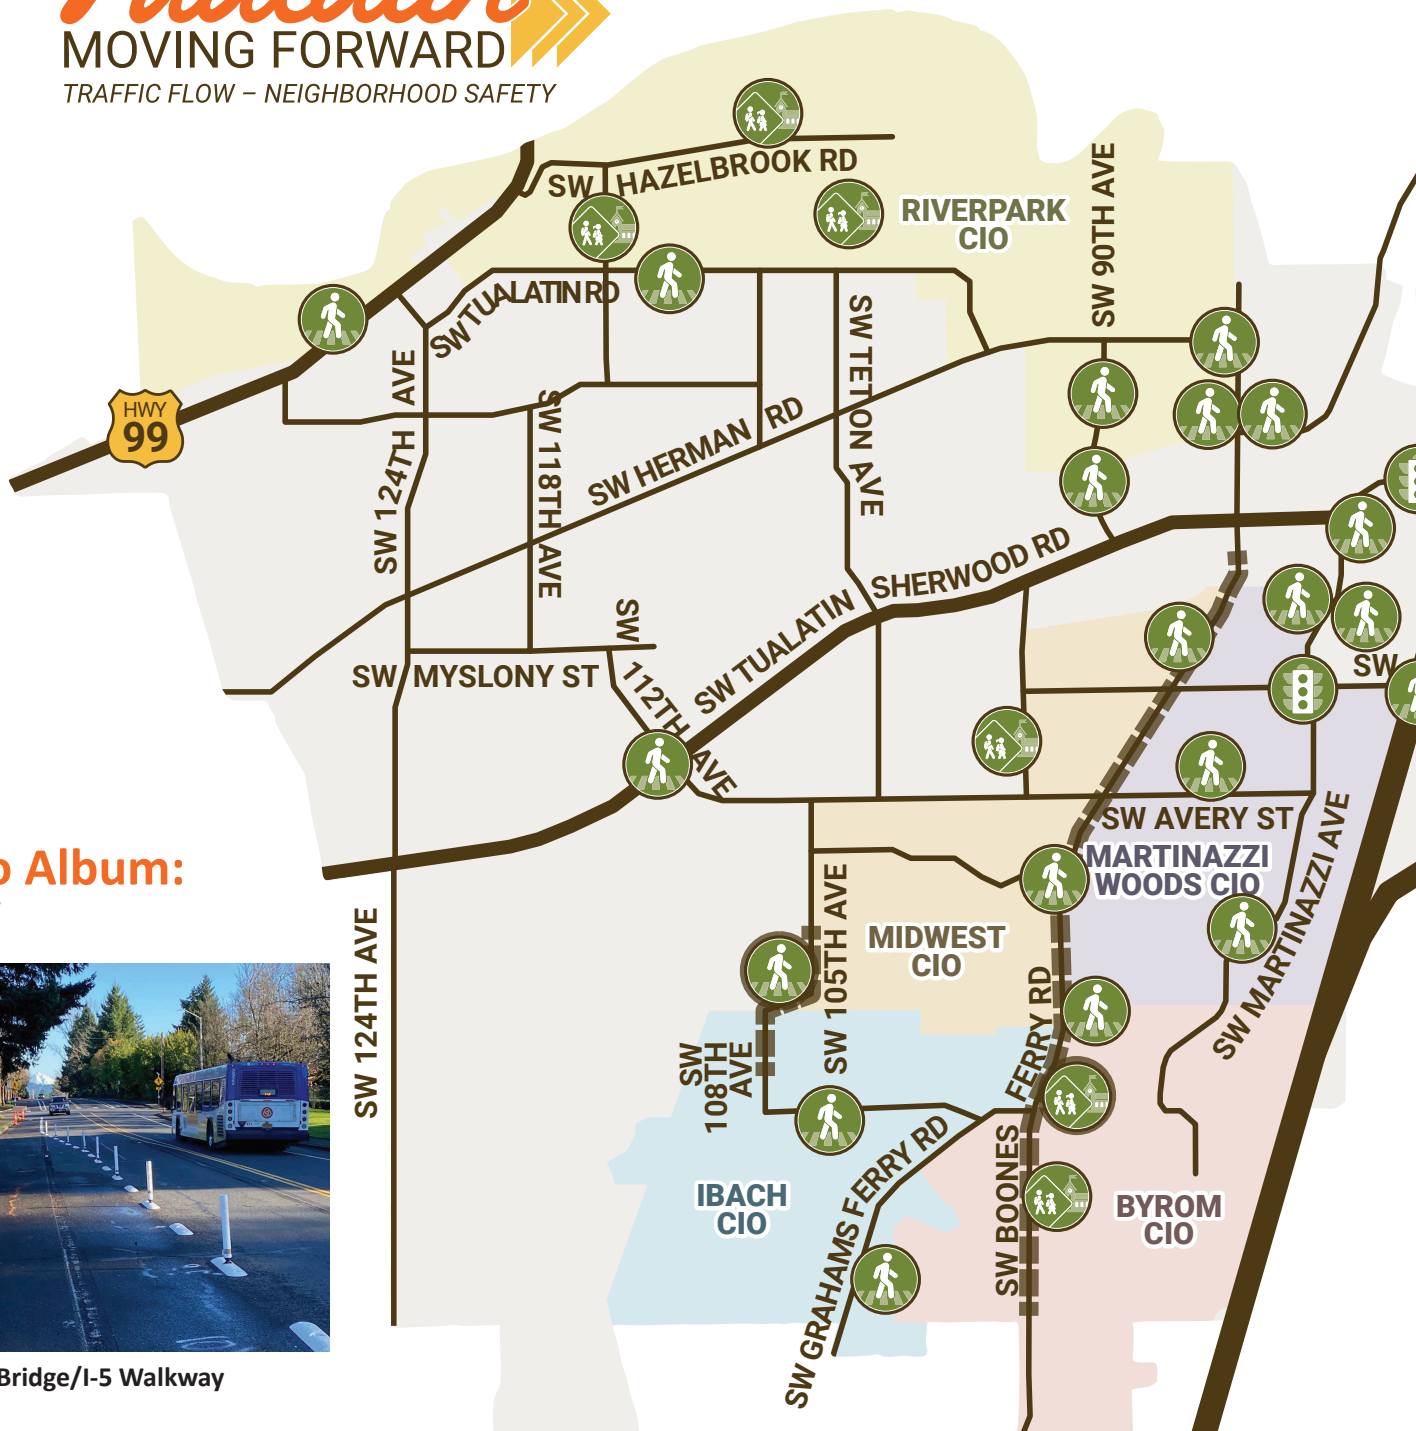 Tualatin
MOVING FORWARD
TRAFFIC FLOW – NEIGHBORHOOD SAFETY
SW HAZELBROOK RD
RIVERPARK
CIO
SW 90TH AVE
SW TUALATIN RD
SW TETON AVE
HWY
99
SW 124TH AVE
SW 118TH AVE
SW HERMAN RD
SW TUALATIN SHERWOOD RD
SW MYSLONY ST
SW 112TH AVE
SW
SW AVERY ST
MARTINAZZI
WOODS CIO
SW MARTINAZZI AVE
MIDWEST
CIO
SW 105TH AVE
SW
108TH
AVE
SW 124TH AVE
SW BOONES FERRY RD
SW GRAHAMS FERRY RD
IBACH
CIO
BYROM
CIO
o Album:
Bridge/I-5 Walkway